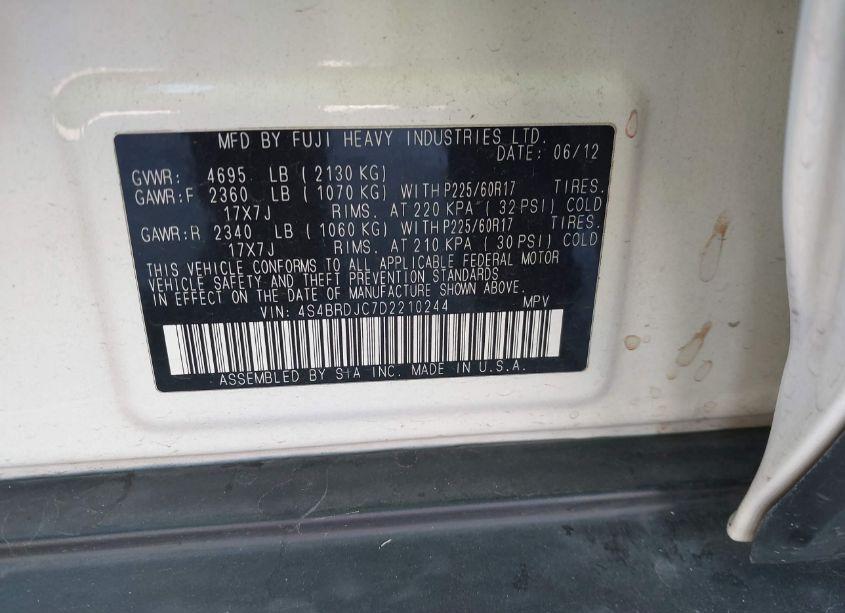 MFD BY FUJI HEAVY INDUSTRIES LTD.
DATE: 06/12
GVWR: 4695 LB ( 2130 KG)
GAWR:F 2360 LB ( 1070 KG) WITH P225/60R17 TIRES.
17X7J RIMS. AT 220 KPA ( 32 PSI) COLD
GAWR:R 2340 LB ( 1060 KG) WITH P225/60R17 TIRES.
17X7J RIMS. AT 210 KPA ( 30 PSI) COLD
THIS VEHICLE CONFORMS TO ALL APPLICABLE FEDERAL MOTOR
VEHICLE SAFETY AND THEFT PREVENTION STANDARDS
IN EFFECT ON THE DATE OF MANUFACTURE SHOWN ABOVE.
VIN: 4S4BRDJC7D2210244 MPV
ASSEMBLED BY SIA INC. MADE IN U.S.A.